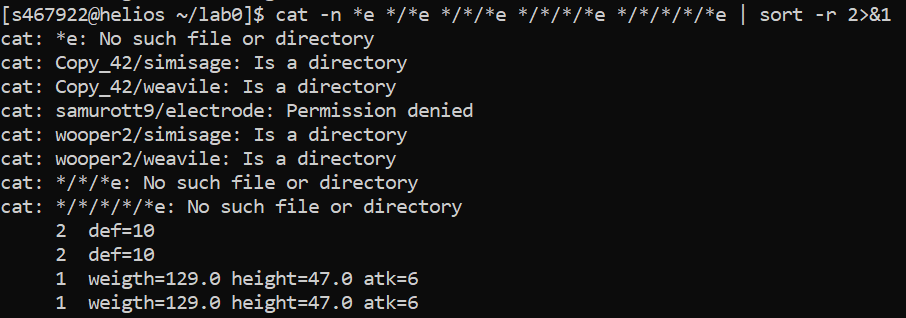 [s467922@helios ~/lab0]$ cat -n *e */*e */*/*e */*/*/*e */*/*/*/*e | sort -r 2>&1
cat: *e: No such file or directory
cat: Copy_42/simisage: Is a directory
cat: Copy_42/weavile: Is a directory
cat: samurott9/electrode: Permission denied
cat: wooper2/simisage: Is a directory
cat: wooper2/weavile: Is a directory
cat: */*/*e: No such file or directory
cat: */*/*/*/*e: No such file or directory
     2  def=10
     2  def=10
     1  weigth=129.0 height=47.0 atk=6
     1  weigth=129.0 height=47.0 atk=6